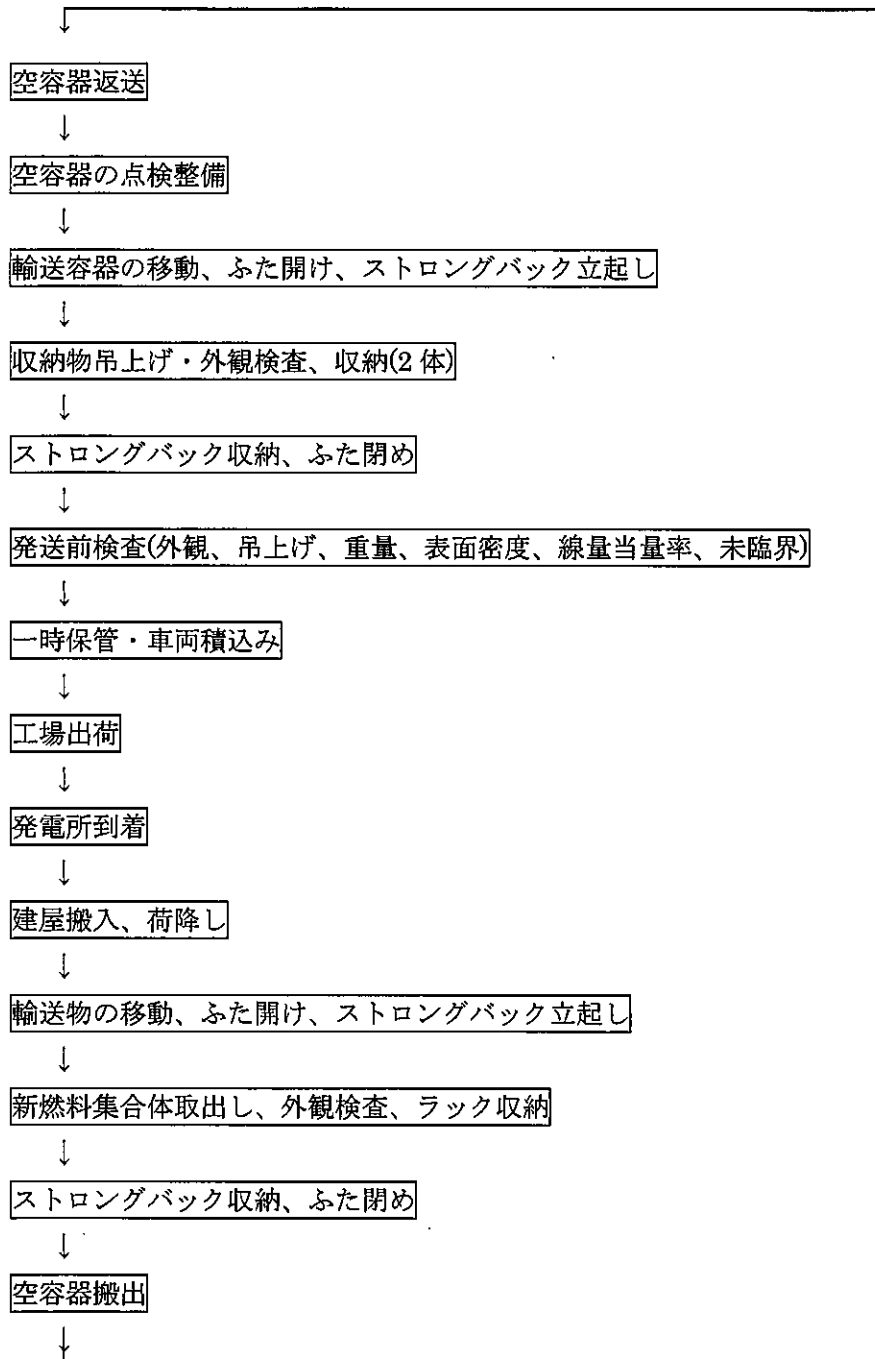 ↓
空容器返送
↓
空容器の点検整備
↓
輸送容器の移動、ふた開け、ストロングバック立起し
↓
収納物吊上げ・外観検査、収納(2 体)
↓
ストロングバック収納、ふた閉め
↓
発送前検査(外観、吊上げ、重量、表面密度、線量当量率、未臨界)
↓
一時保管・車両積込み
↓
工場出荷
↓
発電所到着
↓
建屋搬入、荷降し
↓
輸送物の移動、ふた開け、ストロングバック立起し
↓
新燃料集合体取出し、外観検査、ラック収納
↓
ストロングバック収納、ふた閉め
↓
空容器搬出
↓